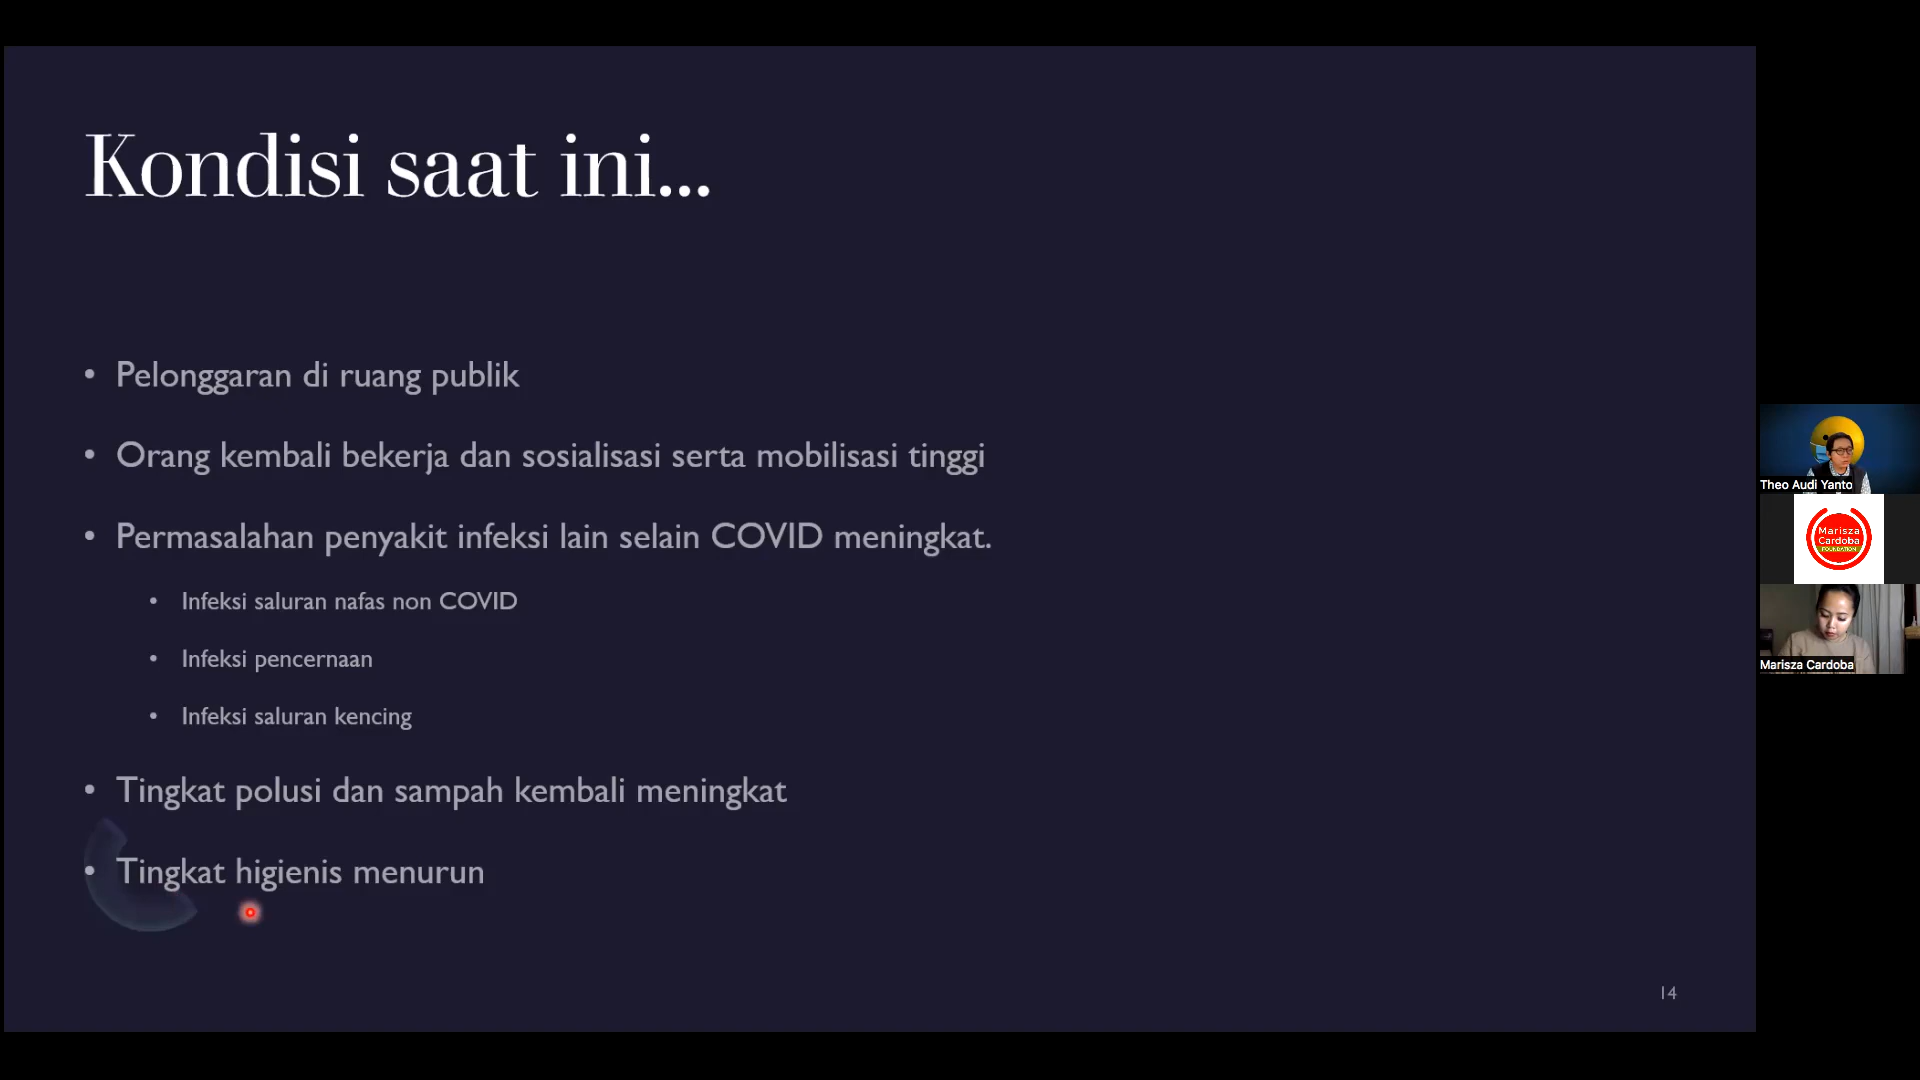 Kondisi saat ini...
• Pelonggaran di ruang publik
• Orang kembali bekerja dan sosialisasi serta mobilisasi tinggi
• Permasalahan penyakit infeksi lain selain COVID meningkat.
• Infeksi saluran nafas non COVID
• Infeksi pencernaan
• Infeksi saluran kencing
• Tingkat polusi dan sampah kembali meningkat
• Tingkat higienis menurun
14
Theo Audi Yanto
Marisza
Cardoba
FOUNDATION
Marisza Cardoba